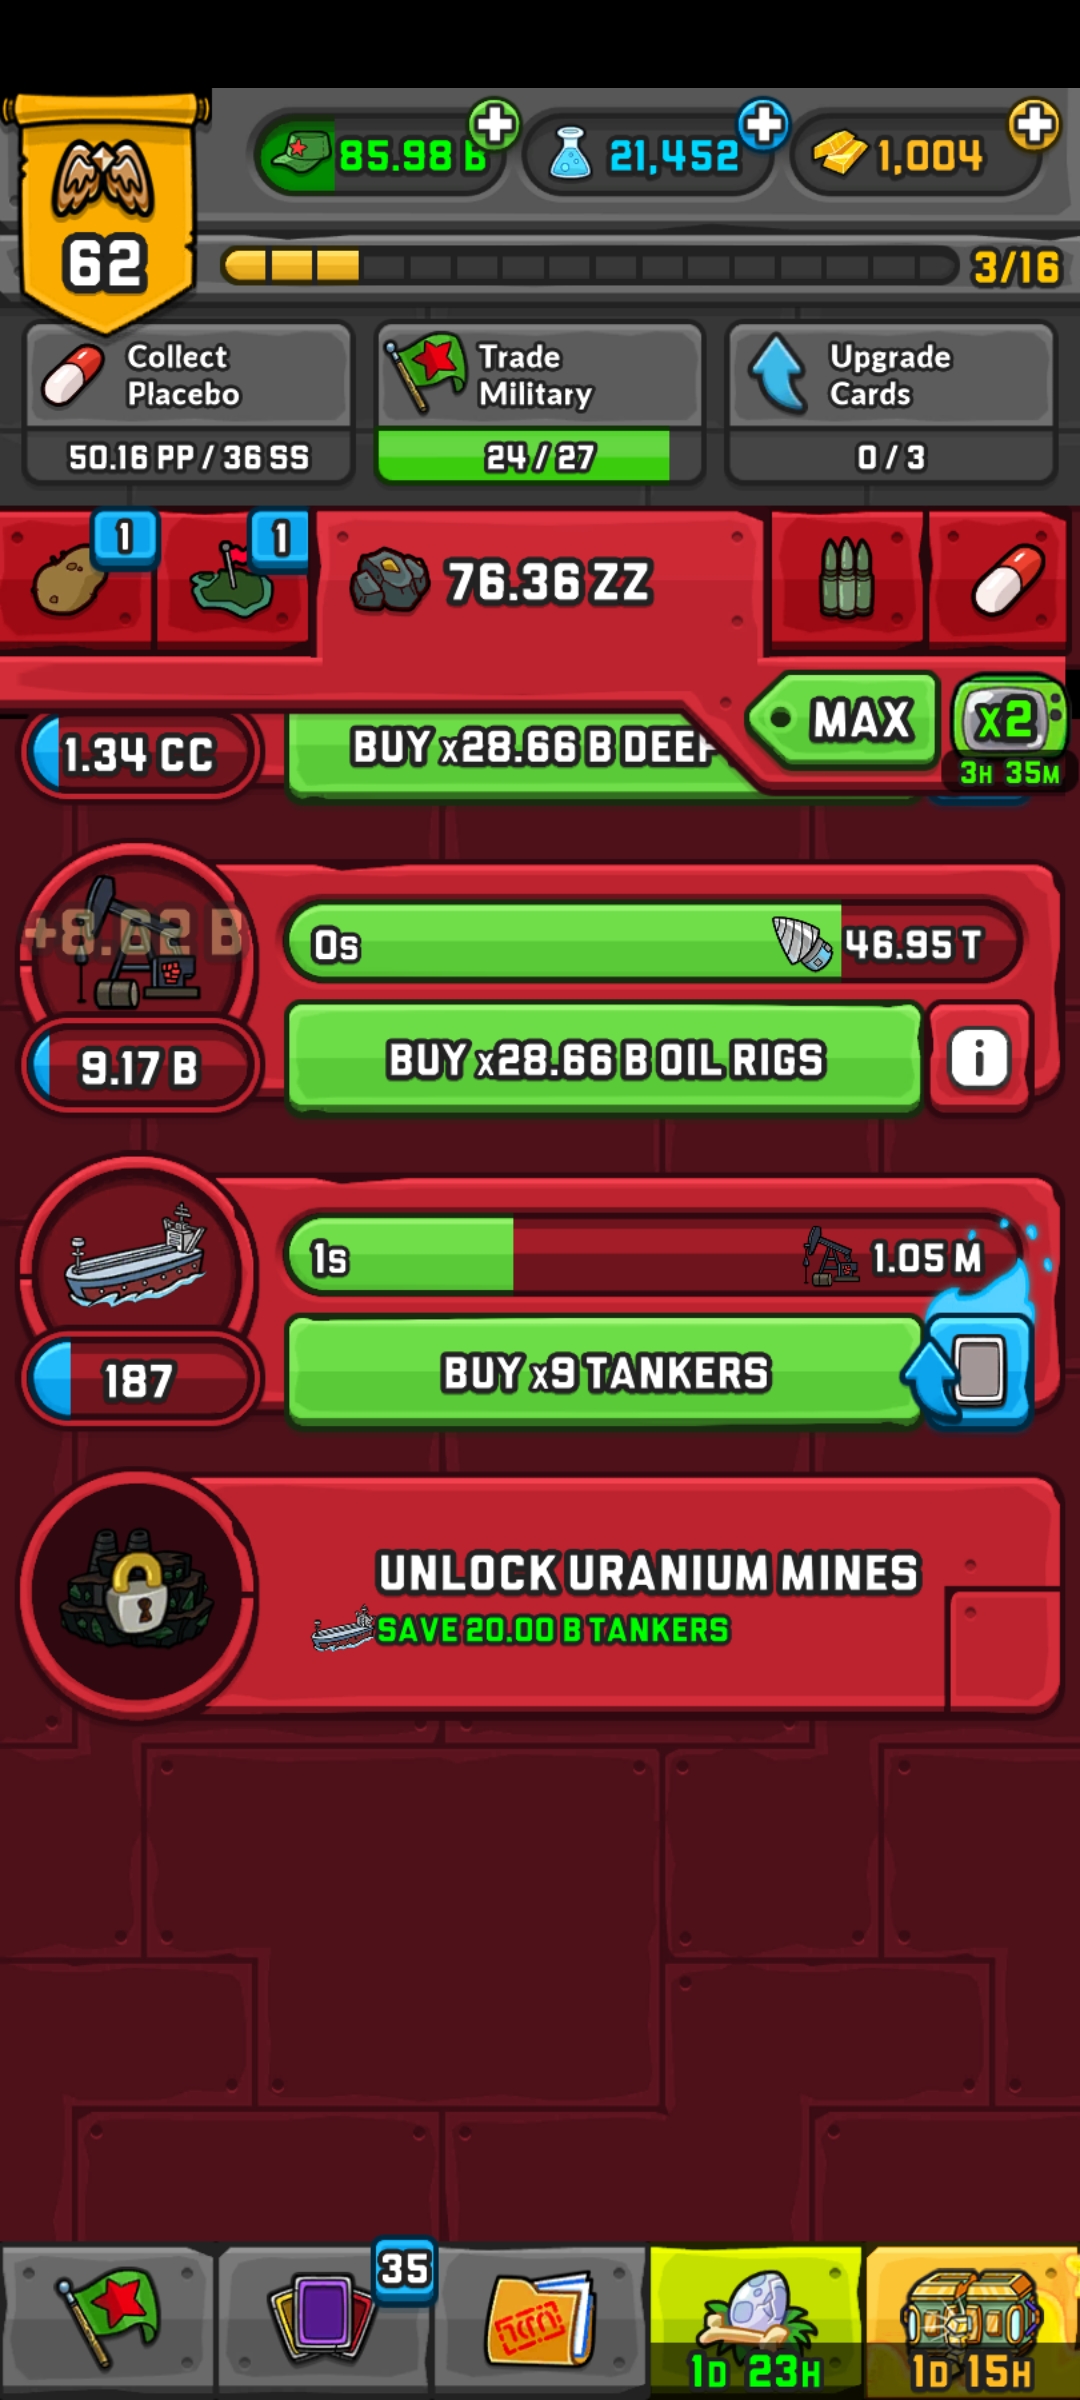 62
85.98 B
21,452
1,004
3/16
Collect
Placebo
50.16 PP / 36 SS
Trade
Military
24 / 27
Upgrade
Cards
0 / 3
1
1
76.36 ZZ
MAX
x2
3H 35M
1.34 CC
BUY x28.66 B DEEP
+8.62 B
0s
46.95 T
9.17 B
BUY x28.66 B OIL RIGS
i
1s
1.05 M
187
BUY x9 TANKERS
UNLOCK URANIUM MINES
SAVE 20.00 B TANKERS
35
1D 23H
1D 15H